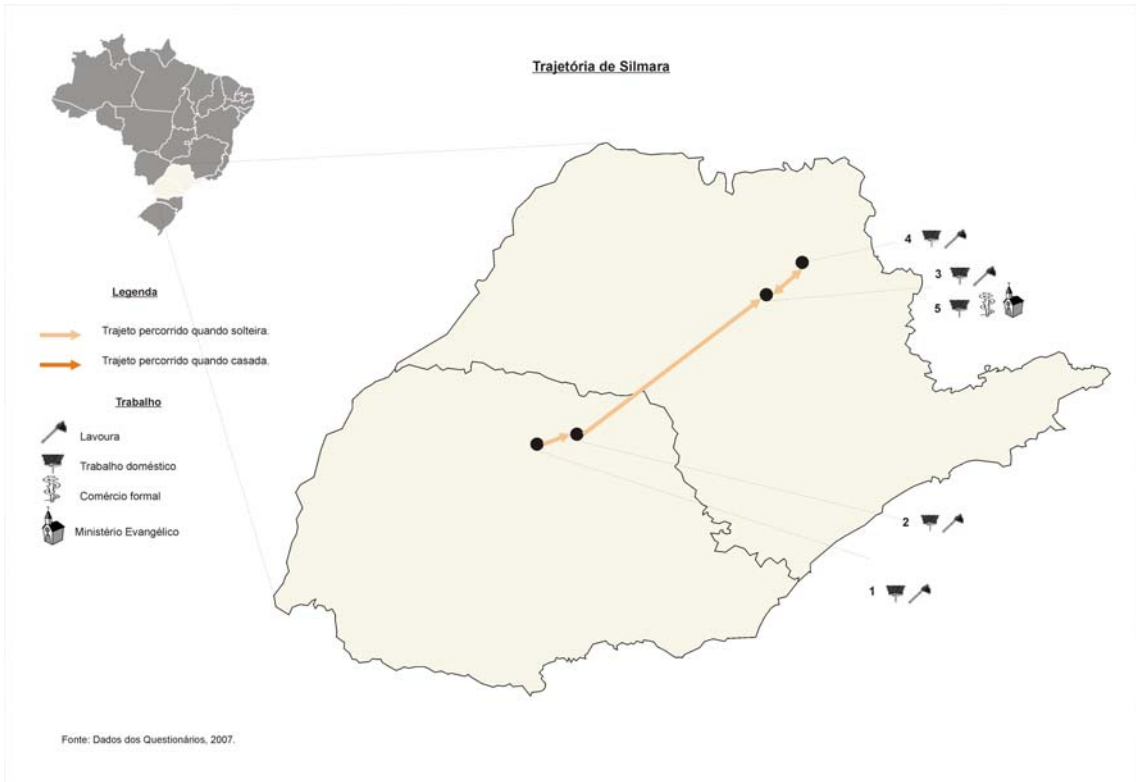 Trajetória de Silmara
4
3
5
Legenda
Trajeto percorrido quando solteira.
Trajeto percorrido quando casada.
Trabalho
Lavoura
Trabalho doméstico
Comércio formal
Ministério Evangélico
2
1
Fonte: Dados dos Questionários, 2007.